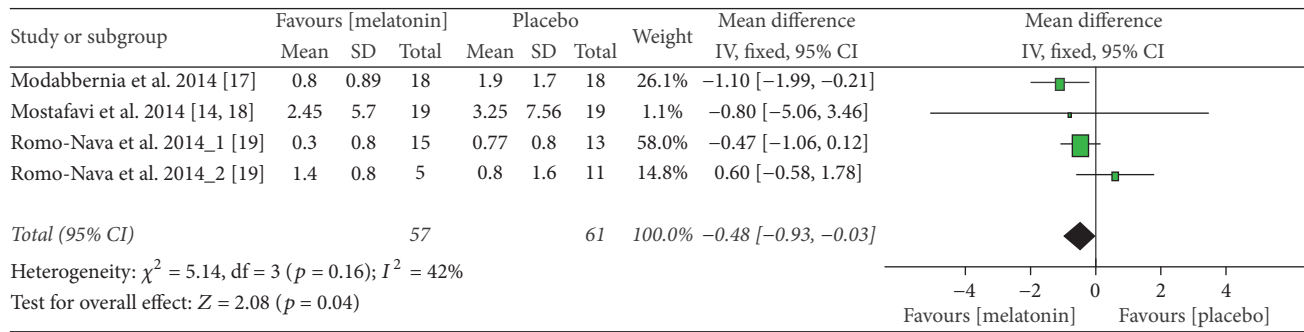 Favours [melatonin] Placebo Mean difference Mean difference
Study or subgroup Weight
Mean SD Total Mean SD Total IV, fixed, 95% CI IV, fixed, 95% CI
Modabbernia et al. 2014 [17] 0.8 0.89 18 1.9 1.7 18 26.1% −1.10 [−1.99, −0.21]
Mostafavi et al. 2014 [14, 18] 2.45 5.7 19 3.25 7.56 19 1.1% −0.80 [−5.06, 3.46]
Romo-Nava et al. 2014_1 [19] 0.3 0.8 15 0.77 0.8 13 58.0% −0.47 [−1.06, 0.12]
Romo-Nava et al. 2014_2 [19] 1.4 0.8 5 0.8 1.6 11 14.8% 0.60 [−0.58, 1.78]
Total (95% CI) 57 61 100.0% −0.48 [−0.93, −0.03]
Heterogeneity: χ² = 5.14, df = 3 (p = 0.16); I² = 42%
Test for overall effect: Z = 2.08 (p = 0.04)
−4 −2 0 2 4
Favours [melatonin] Favours [placebo]